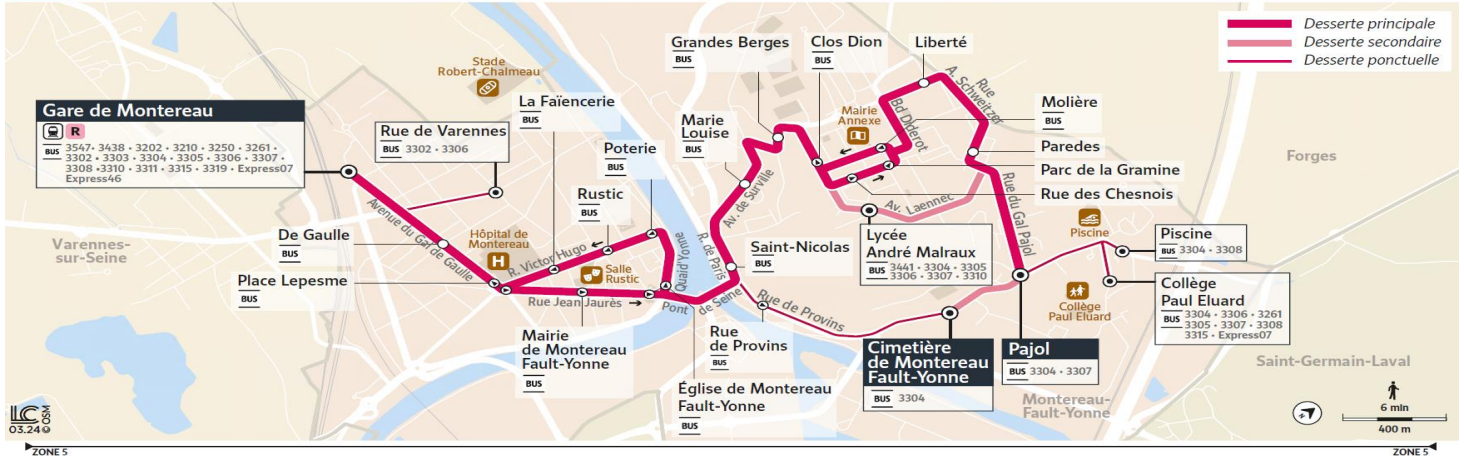 Desserte principale
Desserte secondaire
Desserte ponctuelle
Gare de Montereau
R
BUS 3547 • 3438 • 3202 • 3210 • 3250 • 3261 •
3302 • 3303 • 3304 • 3305 • 3306 • 3307 •
3308 •3310 • 3311 • 3315 • 3319 • Express07
Express46
Stade
Robert-Chalmeau
Rue de Varennes
BUS 3302 • 3306
La Faïencerie
BUS
Poterie
BUS
Rustic
BUS
Grandes Berges
BUS
Clos Dion
BUS
Liberté
Marie
Louise
BUS
Mairie
Annexe
Bd Diderot
Rue
A. Schweitzer
Molière
BUS
Paredes
Parc de la Gramine
Rue des Chesnois
Forges
Varennes-
sur-Seine
De Gaulle
BUS
Place Lepesme
BUS
Avenue du Gal de Gaulle
Hôpital de
Montereau
H
R. Victor Hugo
Salle
Rustic
Rue Jean Jaurès
Quai d'Yonne
Pont de Seine
R. de Paris
Av. de Surville
Saint-Nicolas
BUS
Av. Laennec
Rue du Gal Pajol
Lycée
André Malraux
BUS 3441 • 3304 • 3305
3306 • 3307 • 3310
Piscine
Piscine
BUS 3304 • 3308
Collège
Paul Eluard
Collège
Paul Eluard
BUS 3304 • 3306 • 3261
3305 • 3307 • 3308
3315 • Express07
Mairie
de Montereau
Fault-Yonne
BUS
Rue de Provins
Rue
de Provins
BUS
Église de Montereau
Fault-Yonne
BUS
Cimetière
de Montereau
Fault-Yonne
BUS 3304
Pajol
BUS 3304 • 3307
Montereau-
Fault-Yonne
Saint-Germain-Laval
6 min
400 m
LC
03.24 © OSM
ZONE 5
ZONE 5